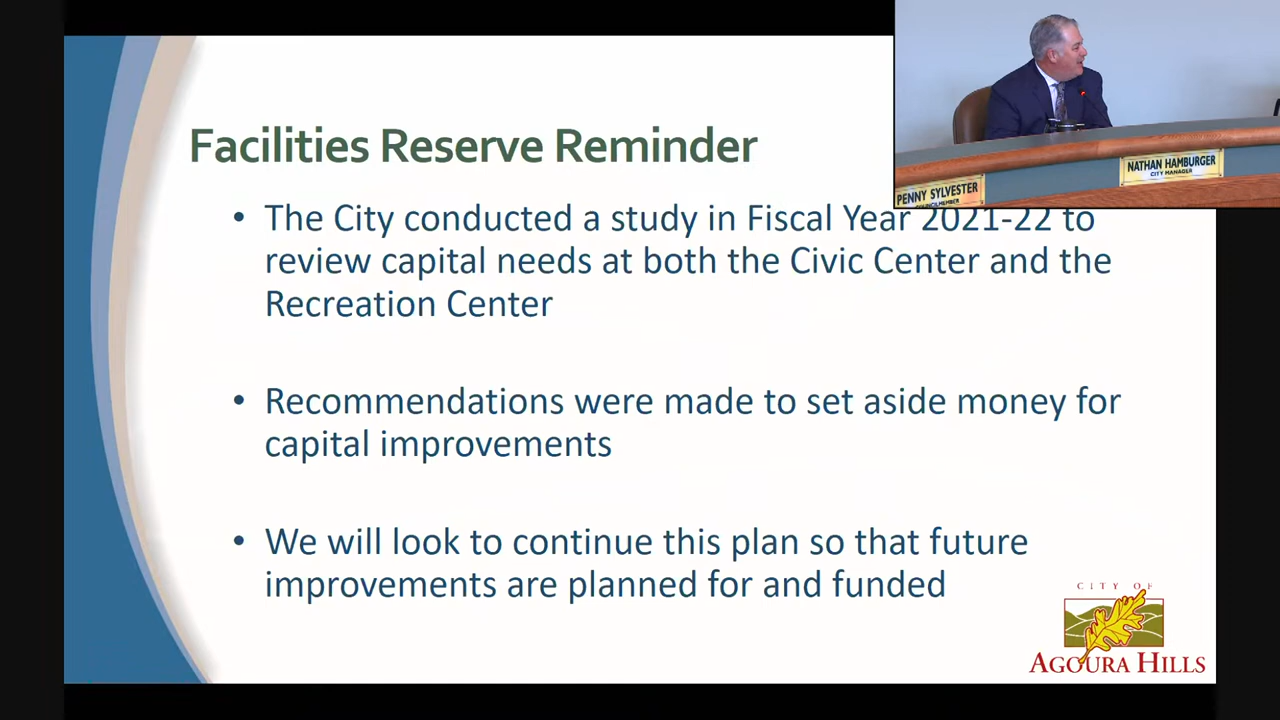 Facilities Reserve Reminder
• The City conducted a study in Fiscal Year 2021-22 to
review capital needs at both the Civic Center and the
Recreation Center
• Recommendations were made to set aside money for
capital improvements
• We will look to continue this plan so that future
improvements are planned for and funded
NATHAN HAMBURGER
CITY MANAGER
PENNY SYLVESTER
COUNCILMEMBER
CITY OF
AGOURA HILLS